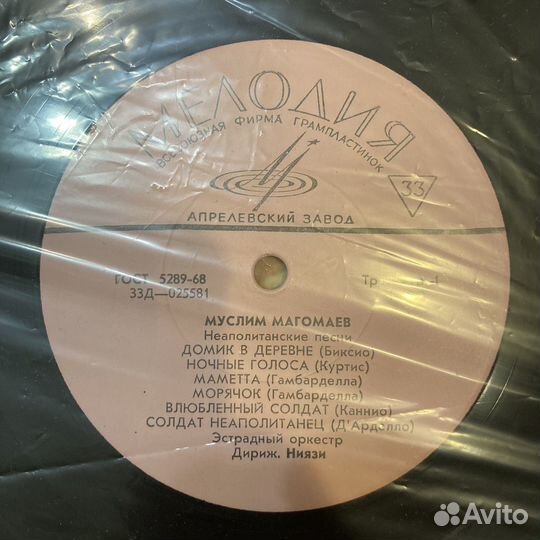 МЕЛОДИЯ
ВСЕСОЮЗНАЯ ФИРМА ГРАМПЛАСТИНОК
33
АПРЕЛЕВСКИЙ ЗАВОД
ГОСТ 5289-68
33Д—025581
МУСЛИМ МАГОМАЕВ
Неаполитанские песни
ДОМИК В ДЕРЕВНЕ (Биксио)
НОЧНЫЕ ГОЛОСА (Куртис)
МАМЕТТА (Гамбарделла)
МОРЯЧОК (Гамбарделла)
ВЛЮБЛЕННЫЙ СОЛДАТ (Каннио)
СОЛДАТ НЕАПОЛИТАНЕЦ (Д'Арделло)
Эстрадный оркестр
Дириж. Ниязи
Avito